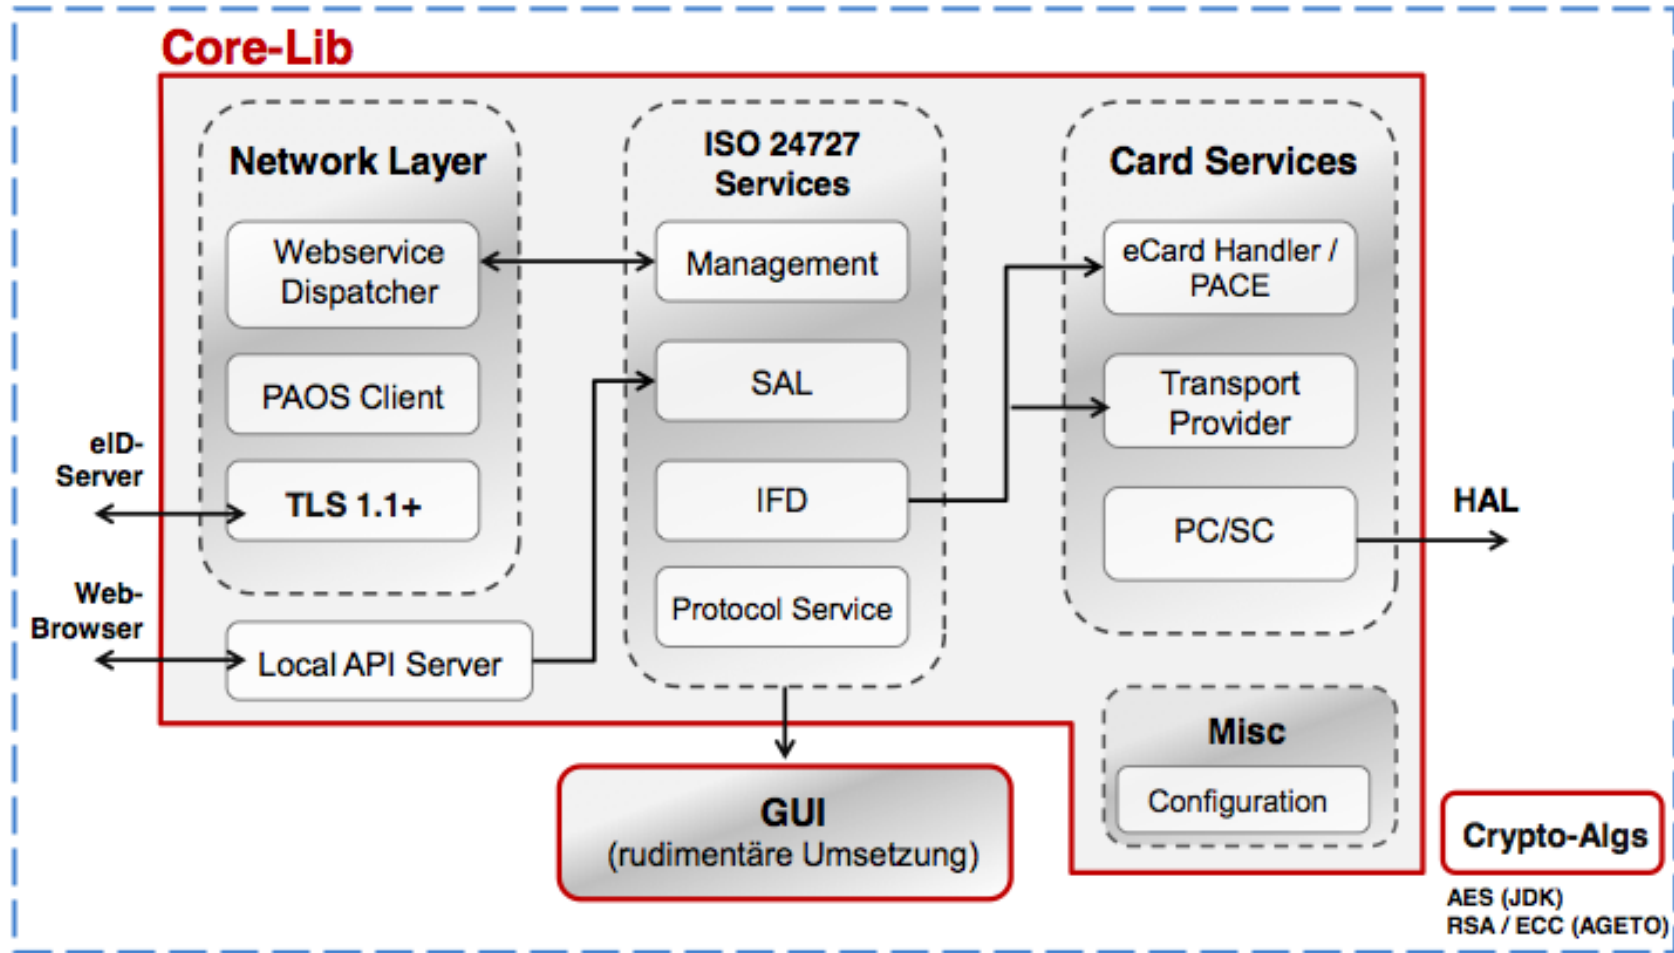 Core-Lib
Network Layer
Webservice
Dispatcher
PAOS Client
TLS 1.1+
eID-
Server
Web-
Browser
Local API Server
ISO 24727
Services
Management
SAL
IFD
Protocol Service
Card Services
eCard Handler /
PACE
Transport
Provider
PC/SC
HAL
Misc
Configuration
GUI
(rudimentäre Umsetzung)
Crypto-Algs
AES (JDK)
RSA / ECC (AGETO)